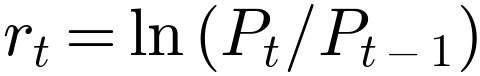 r_t = ln (P_t/P_{t-1})